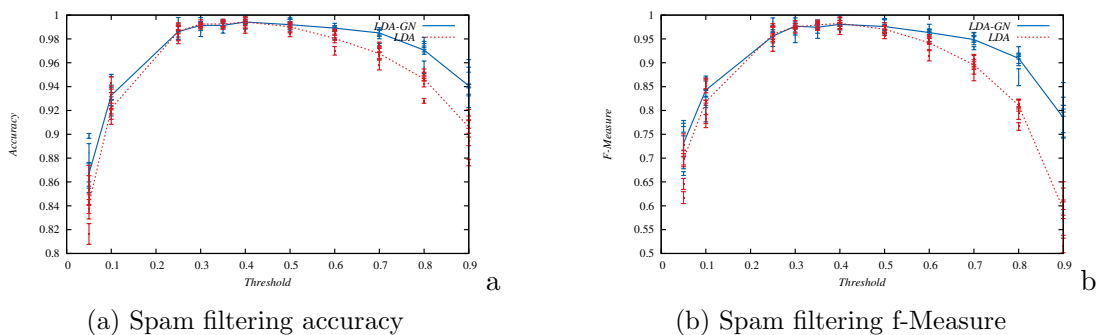 1
0.98
0.96
0.94
0.92
0.9
0.88
0.86
0.84
0.82
0.8
Accuracy
LDA-GN
LDA
0 0.1 0.2 0.3 0.4 0.5 0.6 0.7 0.8 0.9
Threshold
a
(a) Spam filtering accuracy
1
0.95
0.9
0.85
0.8
0.75
0.7
0.65
0.6
0.55
0.5
F-Measure
LDA-GN
LDA
0 0.1 0.2 0.3 0.4 0.5 0.6 0.7 0.8 0.9
Threshold
b
(b) Spam filtering f-Measure